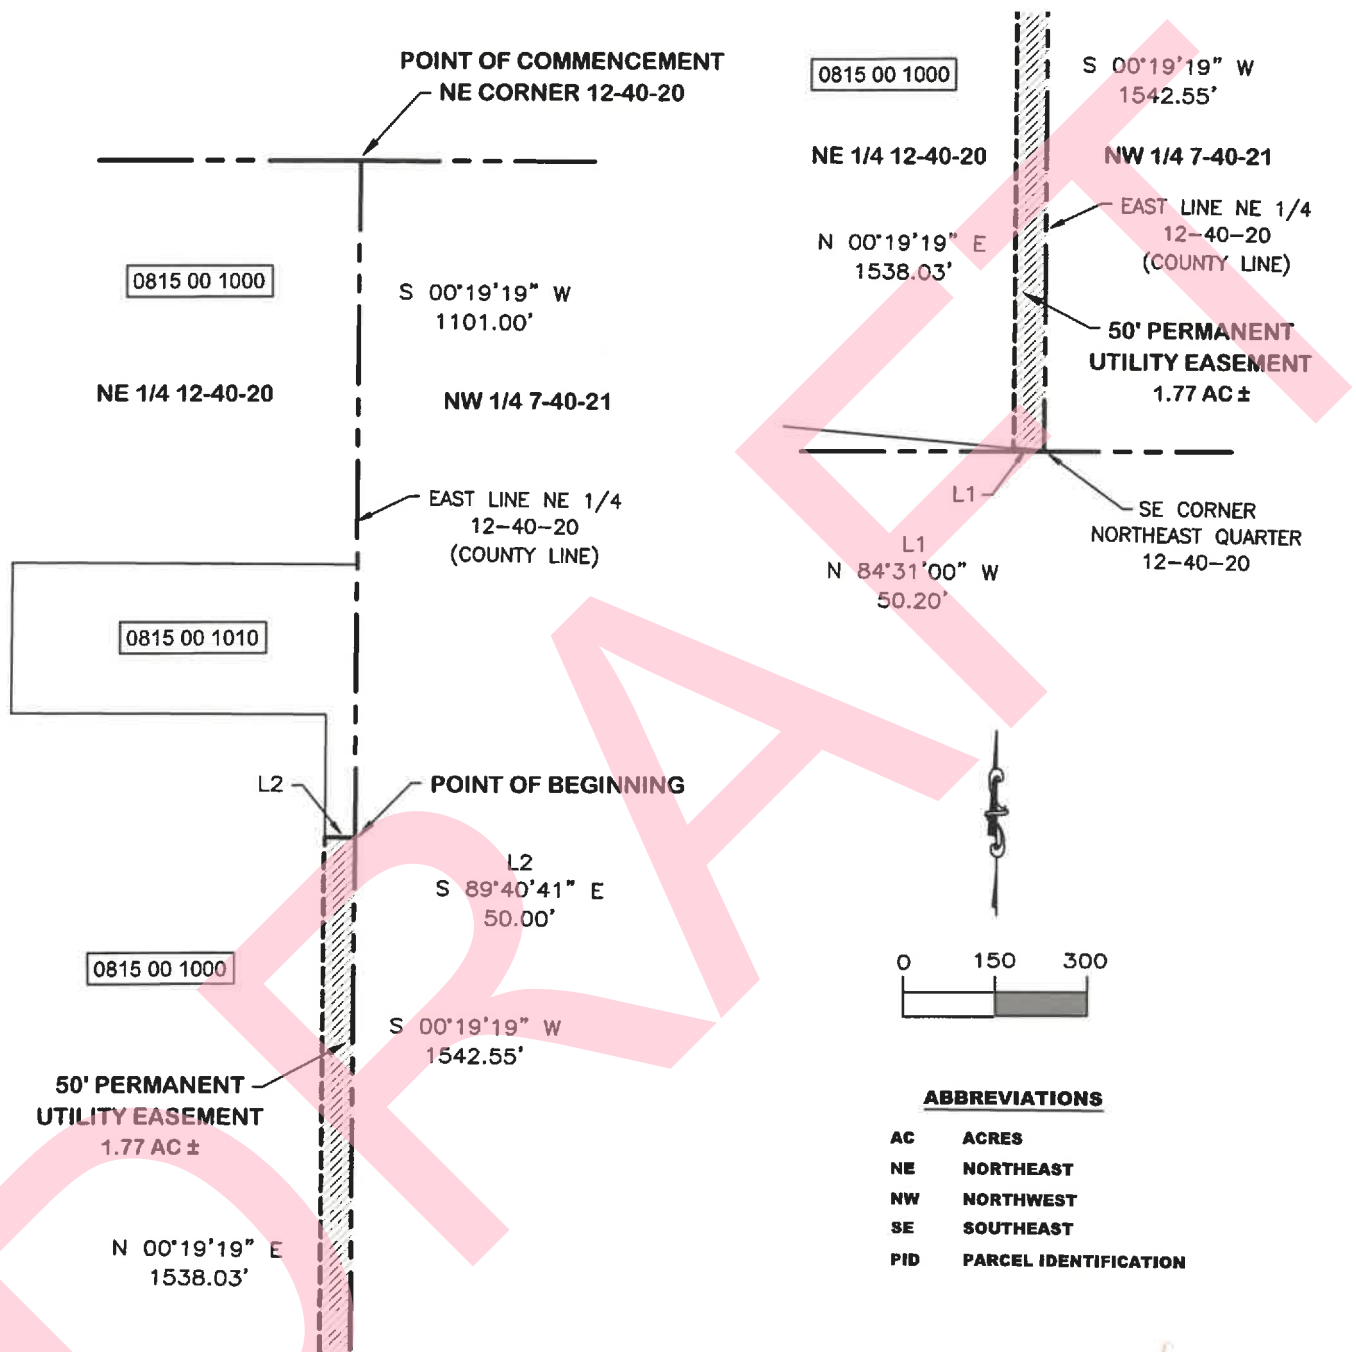 POINT OF COMMENCEMENT
NE CORNER 12-40-20
0815 00 1000
S 00°19'19" W
1101.00'
NE 1/4 12-40-20
NW 1/4 7-40-21
EAST LINE NE 1/4
12-40-20
(COUNTY LINE)
0815 00 1010
L2
POINT OF BEGINNING
L2
S 89°40'41" E
50.00'
0815 00 1000
S 00°19'19" W
1542.55'
50' PERMANENT
UTILITY EASEMENT
1.77 AC ±
N 00°19'19" E
1538.03'
0815 00 1000
S 00°19'19" W
1542.55'
NE 1/4 12-40-20
NW 1/4 7-40-21
EAST LINE NE 1/4
12-40-20
(COUNTY LINE)
N 00°19'19" E
1538.03'
50' PERMANENT
UTILITY EASEMENT
1.77 AC ±
L1
SE CORNER
NORTHEAST QUARTER
12-40-20
L1
N 84°31'00" W
50.20'
0 150 300
ABBREVIATIONS
AC ACRES
NE NORTHEAST
NW NORTHWEST
SE SOUTHEAST
PID PARCEL IDENTIFICATION
DRAFT